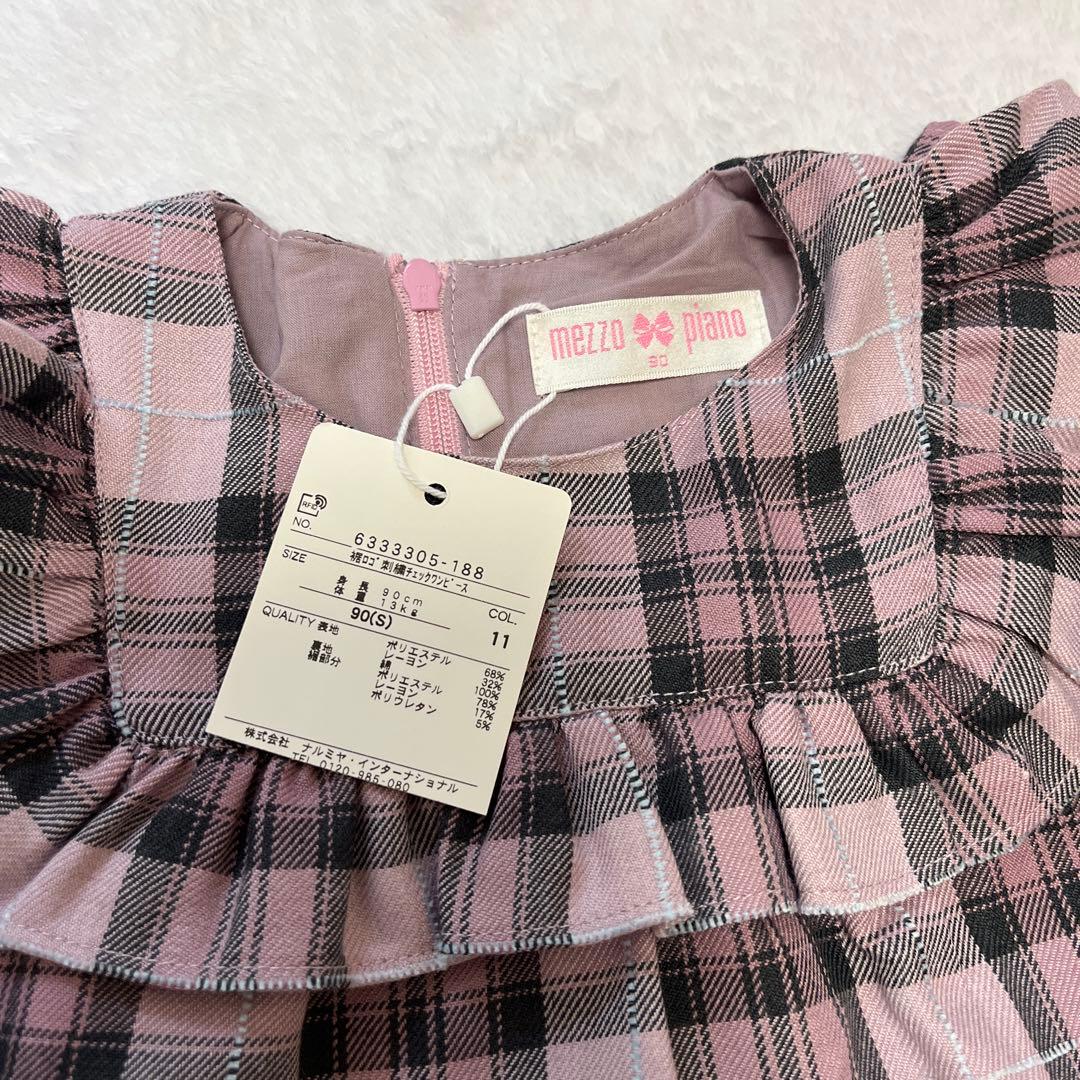 mezzo piano
90
RFID
NO. 6333305-188
裾ロゴ刺繍チェックワンピース
SIZE
身長 90cm
体重 13kg
90(S)
COL.
11
QUALITY 表地 ポリエステル 68%
レーヨン 32%
裏地 綿 100%
裾部分 ポリエステル 78%
レーヨン 17%
ポリウレタン 5%
株式会社 ナルミヤ・インターナショナル
TEL 0120-985-080